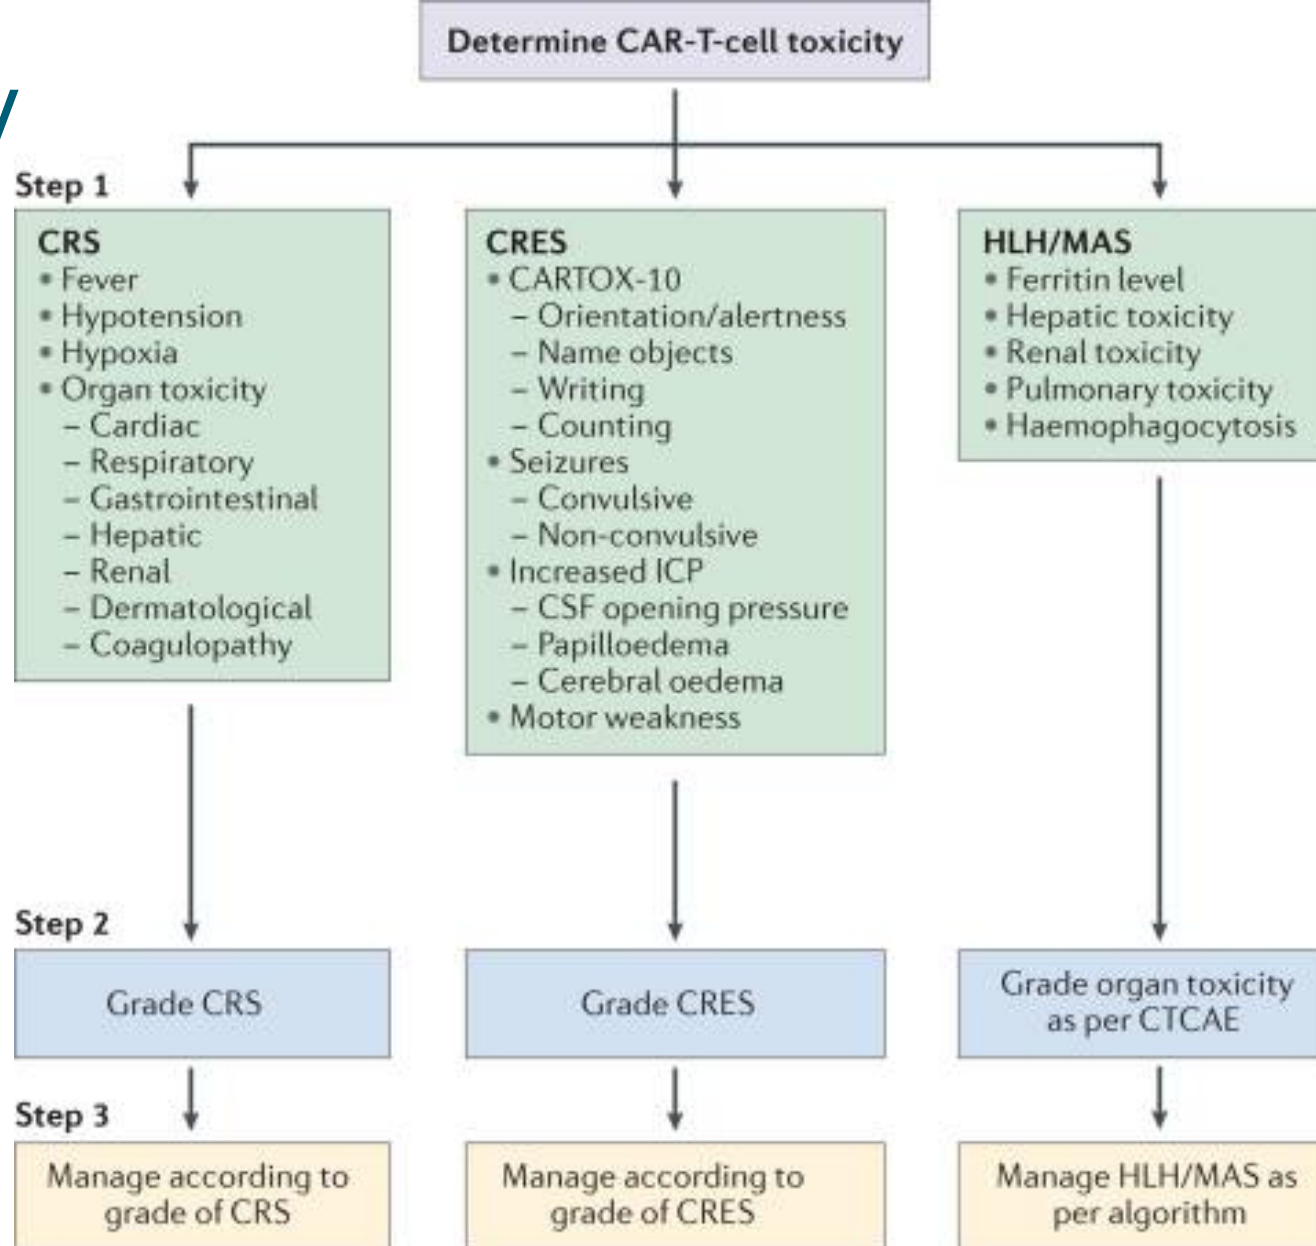 Determine CAR-T-cell toxicity
Step 1
CRS
• Fever
• Hypotension
• Hypoxia
• Organ toxicity
– Cardiac
– Respiratory
– Gastrointestinal
– Hepatic
– Renal
– Dermatological
– Coagulopathy
CRES
• CARTOX-10
– Orientation/alertness
– Name objects
– Writing
– Counting
• Seizures
– Convulsive
– Non-convulsive
• Increased ICP
– CSF opening pressure
– Papilloedema
– Cerebral oedema
• Motor weakness
HLH/MAS
• Ferritin level
• Hepatic toxicity
• Renal toxicity
• Pulmonary toxicity
• Haemophagocytosis
Step 2
Grade CRS
Grade CRES
Grade organ toxicity
as per CTCAE
Step 3
Manage according to
grade of CRS
Manage according to
grade of CRES
Manage HLH/MAS as
per algorithm